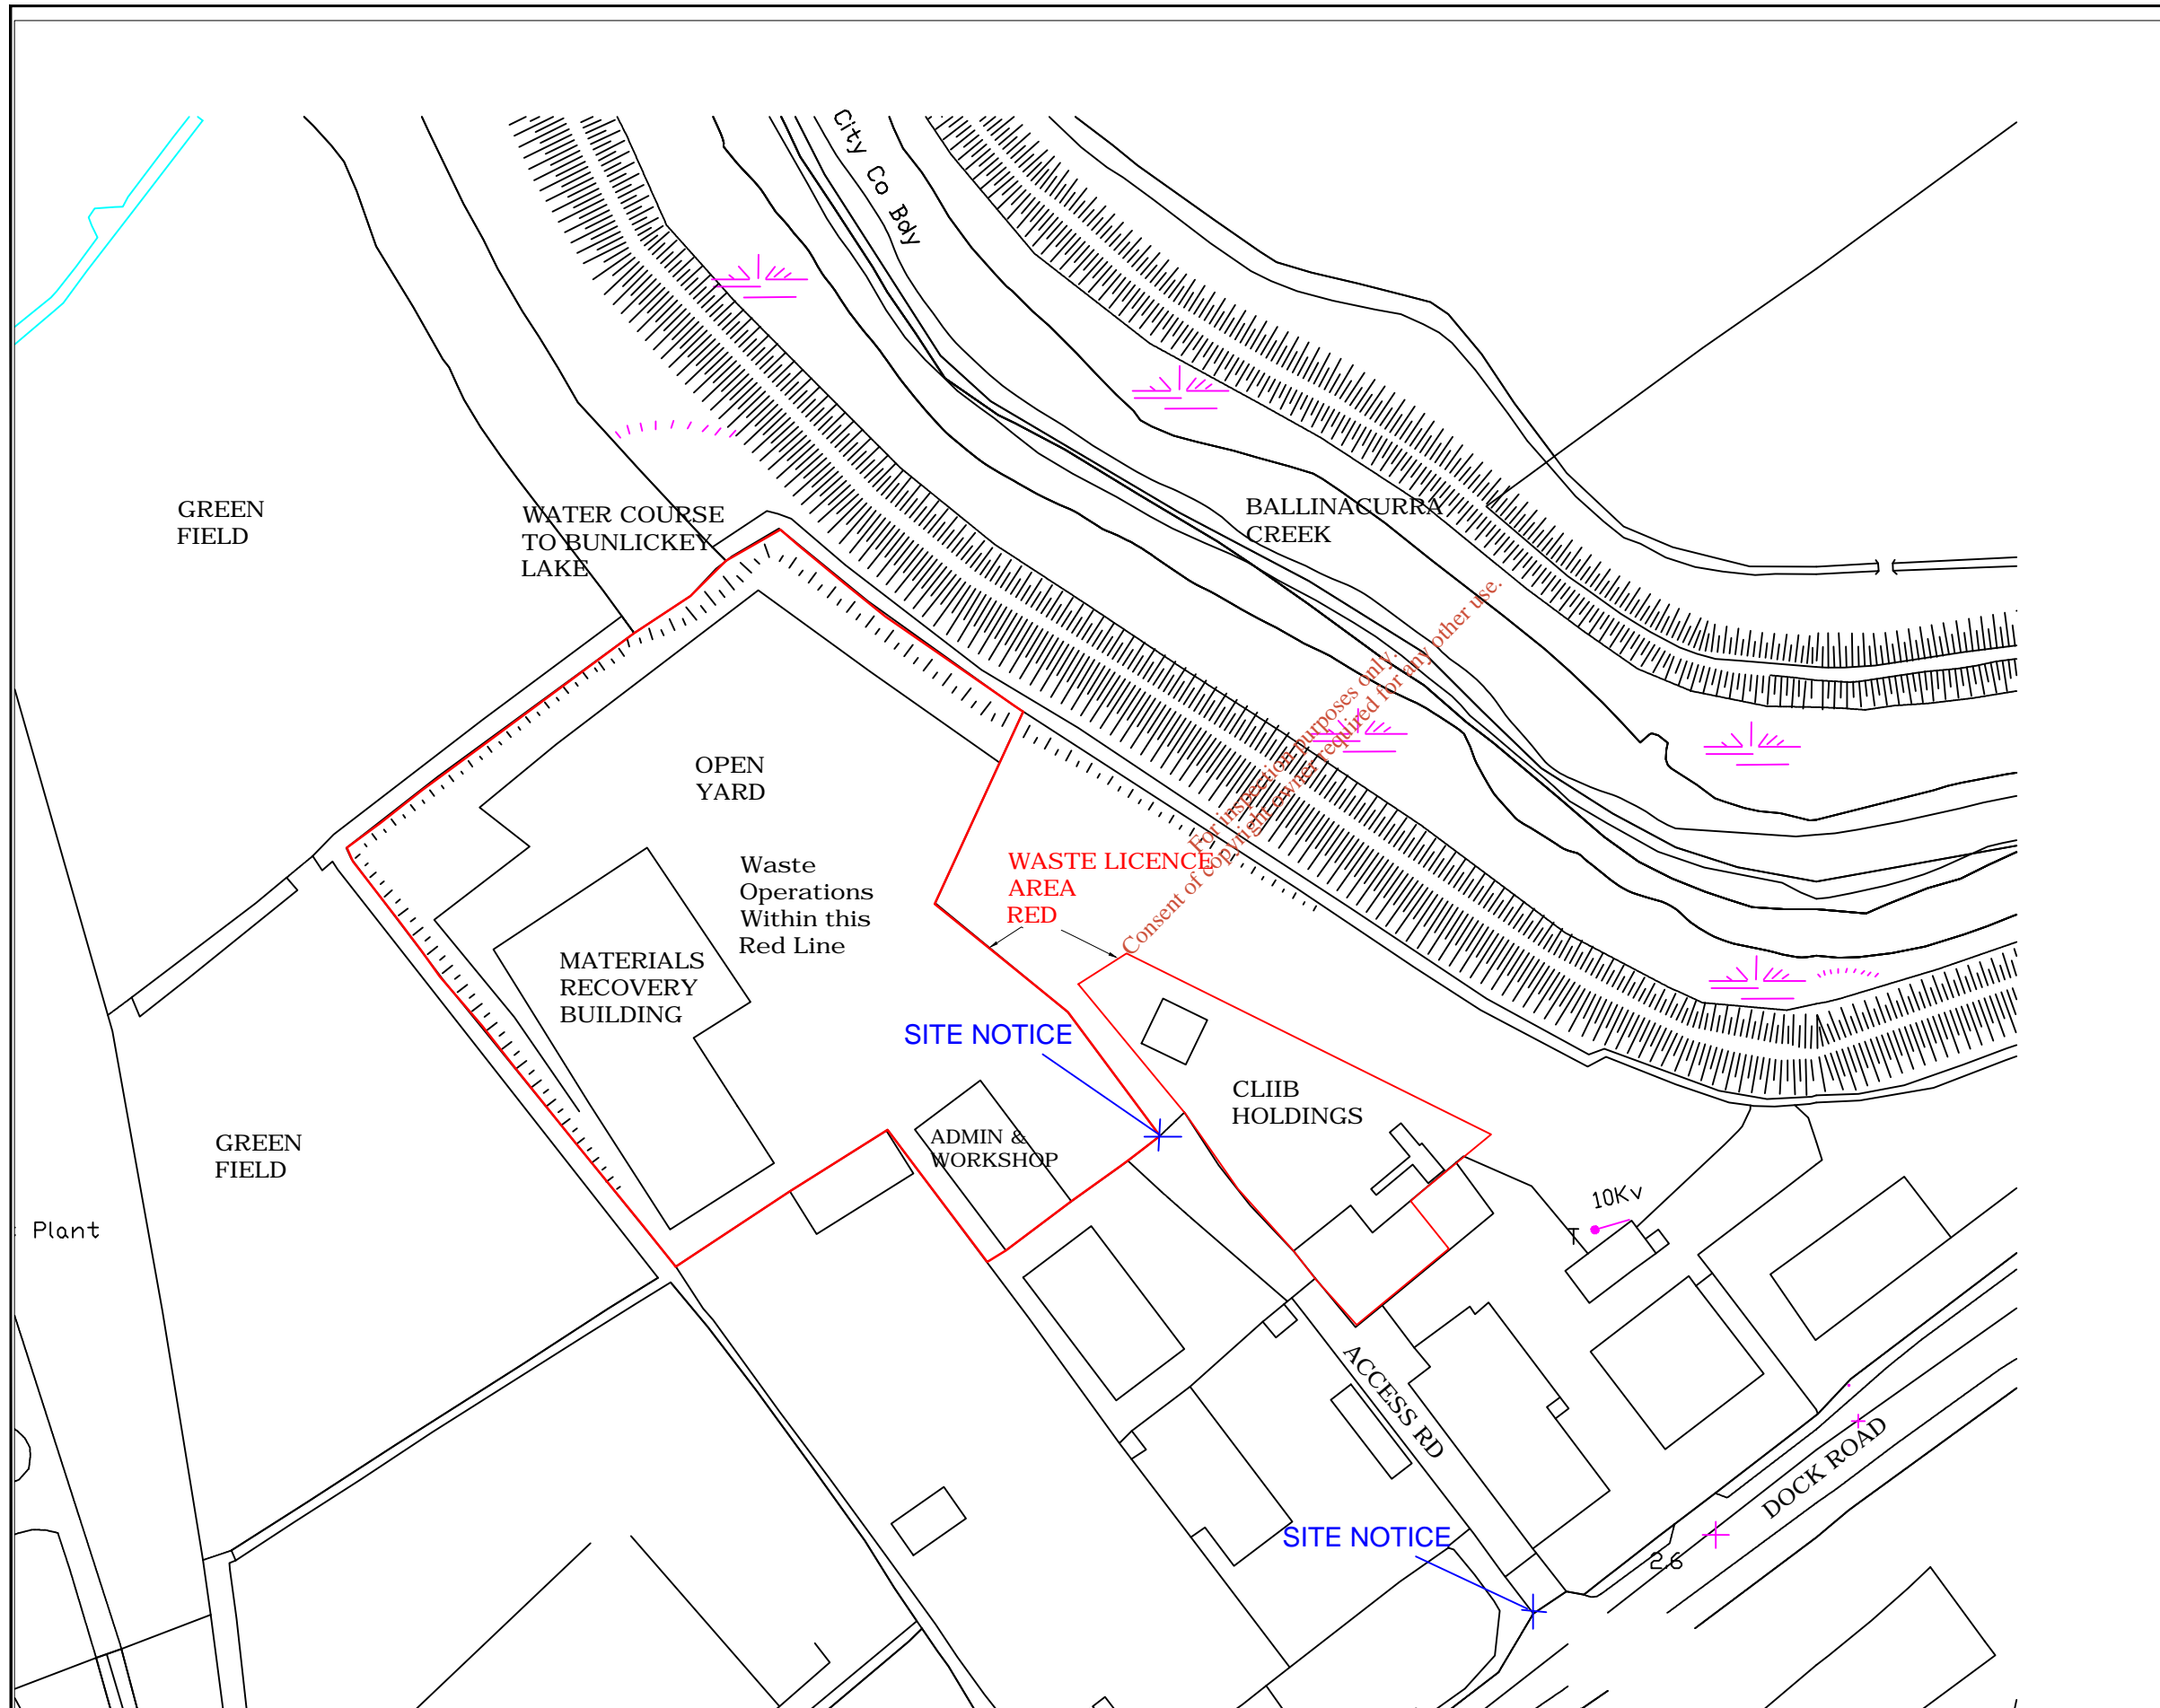 City Co Bdy
GREEN
FIELD
WATER COURSE
TO BUNLICKEY
LAKE
BALLINACURRA
CREEK
For inspection purposes only.
Consent of copyright owner required for any other use.
OPEN
YARD
Waste
Operations
Within this
Red Line
WASTE LICENCE
AREA
RED
MATERIALS
RECOVERY
BUILDING
SITE NOTICE
CLIIB
HOLDINGS
ADMIN &
WORKSHOP
GREEN
FIELD
Plant
10Kv
T
ACCESS RD
DOCK ROAD
SITE NOTICE
2.6